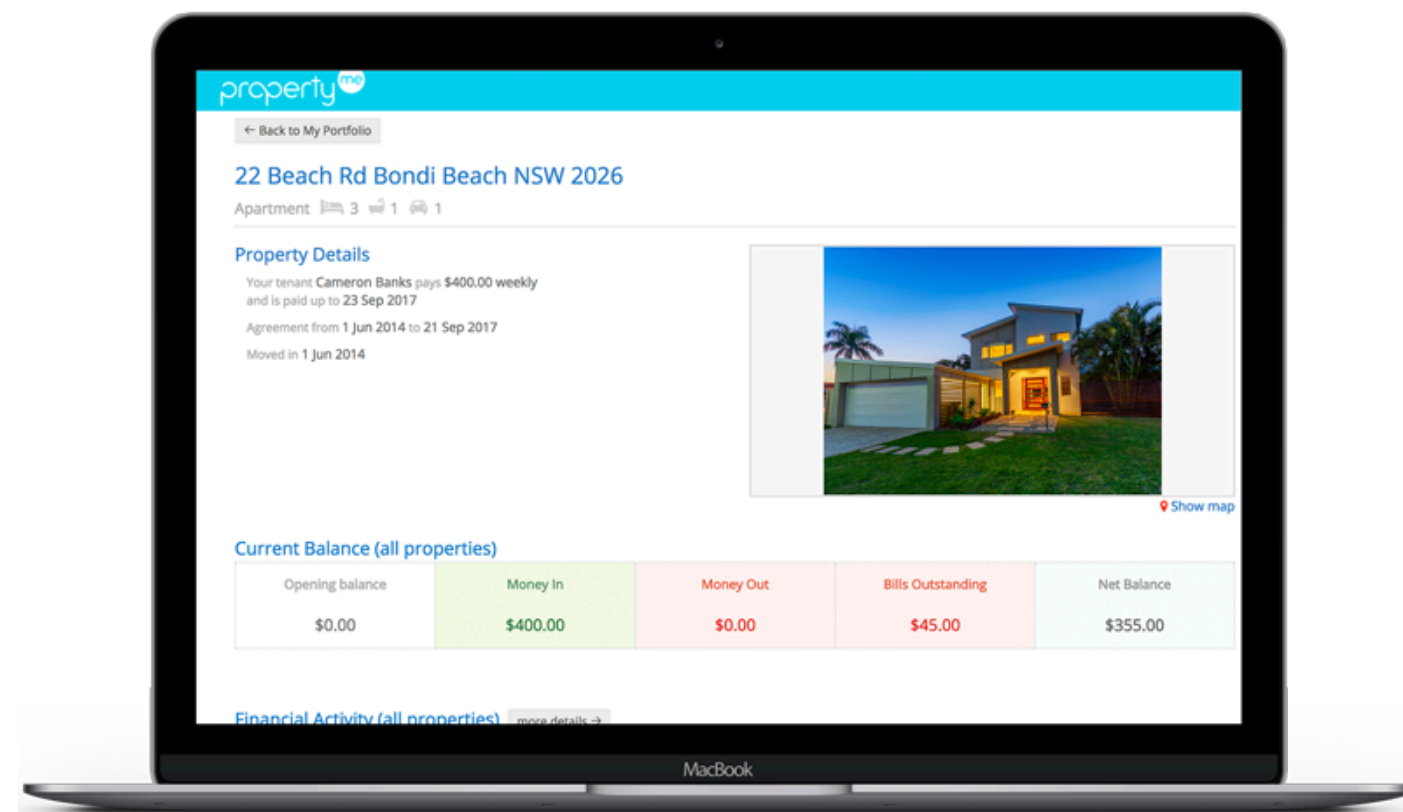 property me
← Back to My Portfolio
22 Beach Rd Bondi Beach NSW 2026
Apartment 3 1 1
Property Details
Your tenant Cameron Banks pays $400.00 weekly
and is paid up to 23 Sep 2017
Agreement from 1 Jun 2014 to 21 Sep 2017
Moved in 1 Jun 2014
Show map
Current Balance (all properties)
Opening balance Money In Money Out Bills Outstanding Net Balance
$0.00 $400.00 $0.00 $45.00 $355.00
Financial Activity (all properties) more details →
MacBook